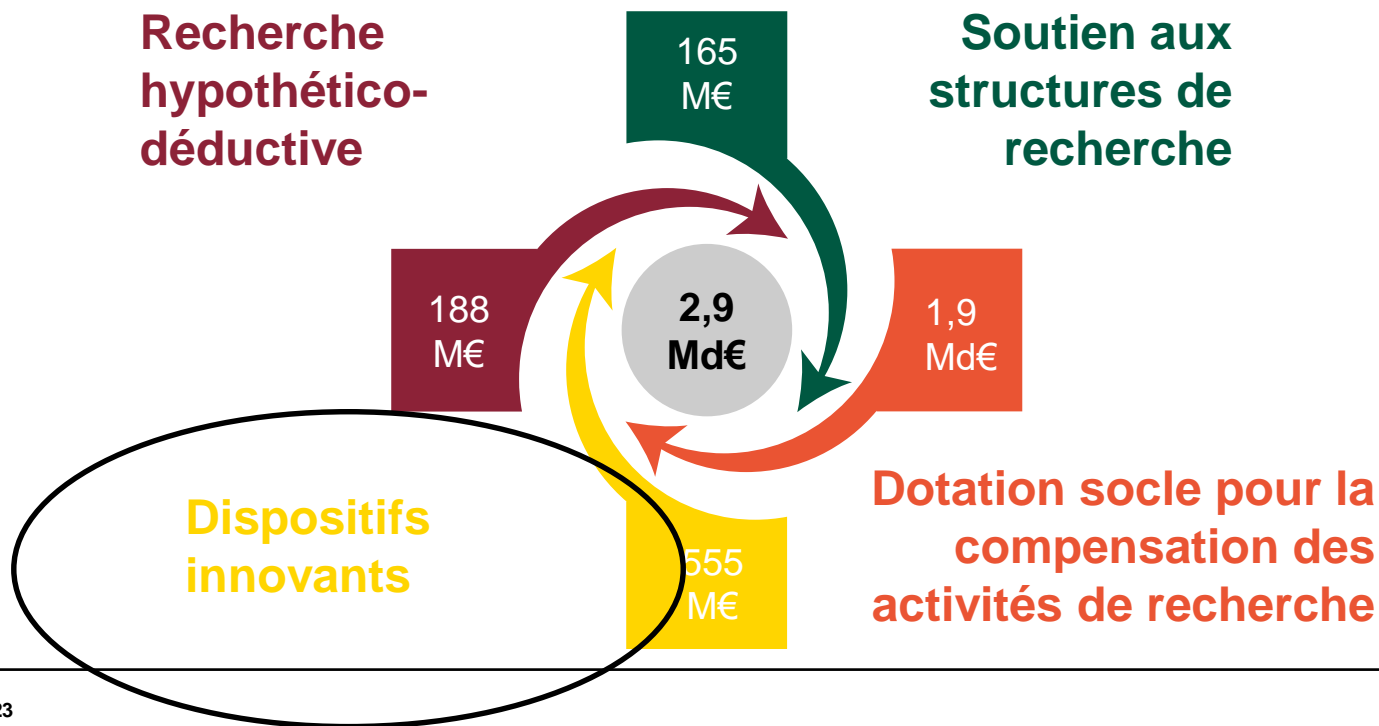 Recherche
hypothético-
déductive
165
M€
Soutien aux
structures de
recherche
188
M€
2,9
Md€
1,9
Md€
Dispositifs
innovants
555
M€
Dotation socle pour la
compensation des
activités de recherche
23